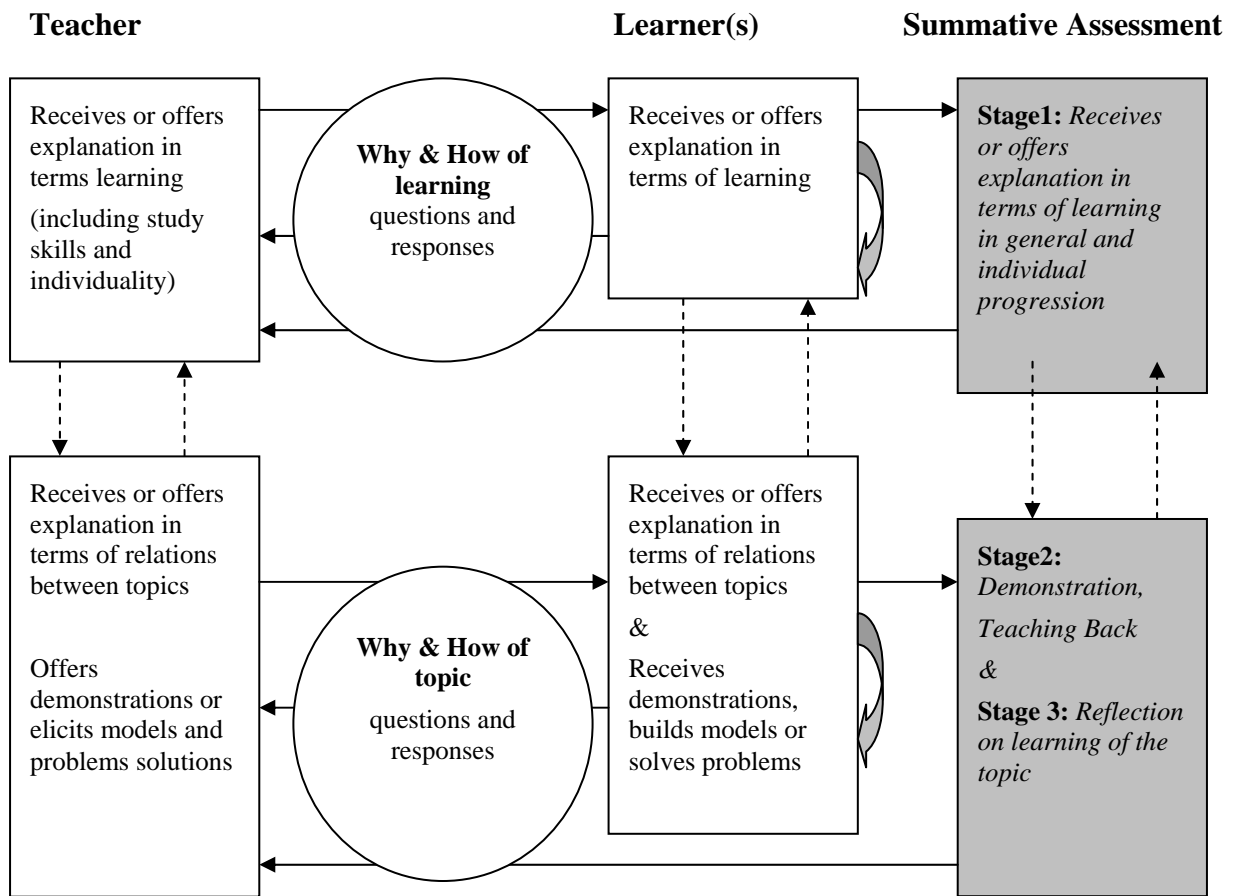 Teacher
Learner(s)
Summative Assessment
Receives or offers
explanation in
terms learning
(including study
skills and
individuality)
Why & How of
learning
questions and
responses
Receives or offers
explanation in
terms of learning
Stage1: Receives
or offers
explanation in
terms of learning
in general and
individual
progression
Receives or offers
explanation in
terms of relations
between topics
Offers
demonstrations or
elicits models and
problems solutions
Why & How of
topic
questions and
responses
Receives or offers
explanation in
terms of relations
between topics
&
Receives
demonstrations,
builds models or
solves problems
Stage2:
Demonstration,
Teaching Back
&
Stage 3: Reflection
on learning of the
topic